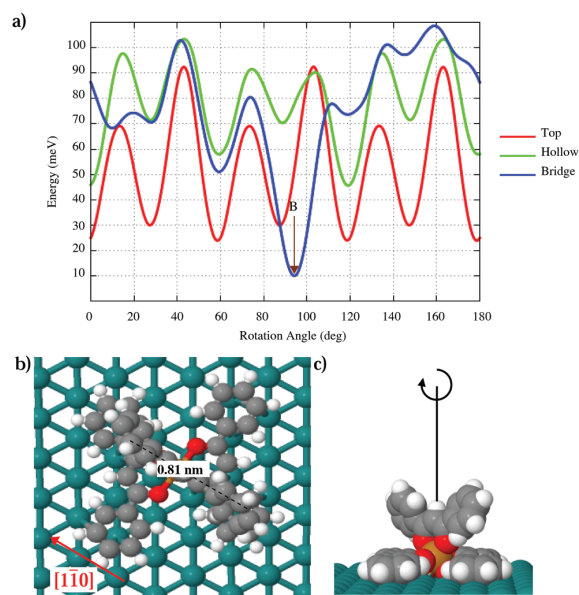 a)
100
90
80
70
60
50
40
30
20
10
Energy (meV)
B
0 20 40 60 80 100 120 140 160 180
Rotation Angle (deg)
Top
Hollow
Bridge
b)
0.81 nm
[11̄0]
c)